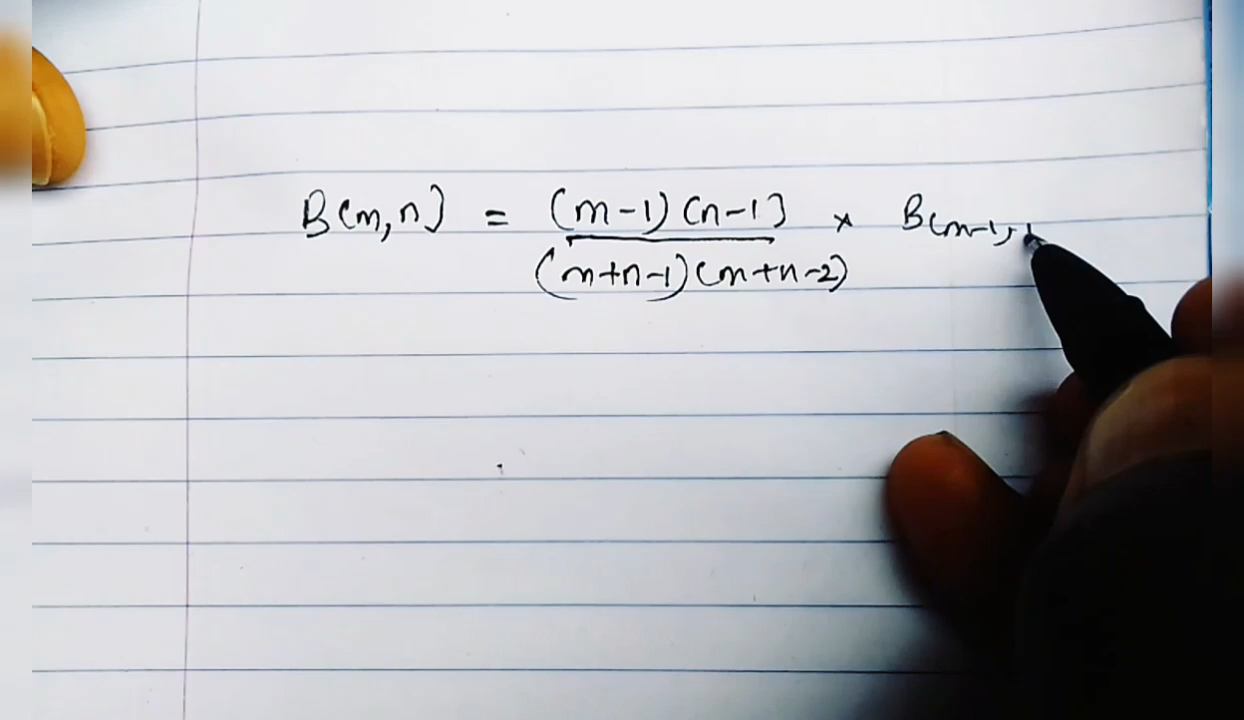 B(m,n) = (m-1)(n-1) × B(m-1,
(m+n-1)(m+n-2)